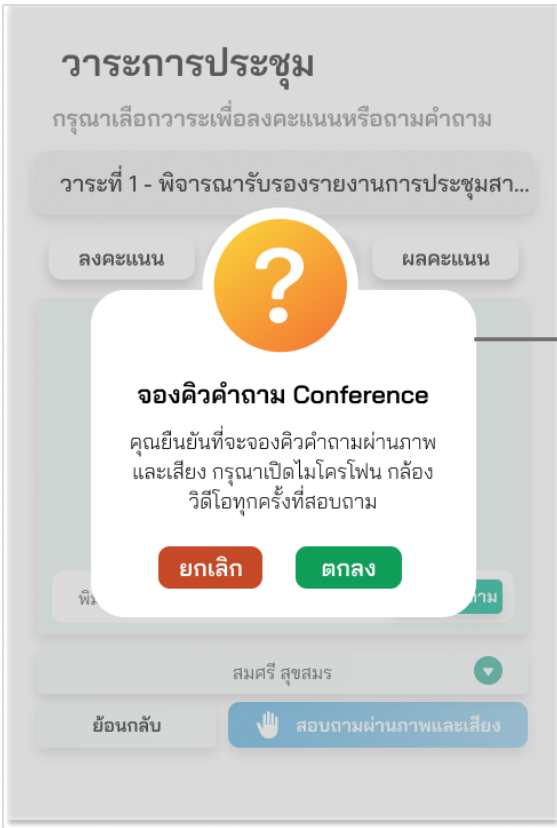 วาระการประชุม
กรุณาเลือกวาระเพื่อลงคะแนนหรือถามคำถาม
วาระที่ 1 - พิจารณารับรองรายงานการประชุมสา...
ลงคะแนน
ผลคะแนน
?
จองคิวคำถาม Conference
คุณยืนยันที่จะจองคิวคำถามผ่านภาพ
และเสียง กรุณาเปิดไมโครโฟน กล้อง
วิดีโอทุกครั้งที่สอบถาม
ยกเลิก
ตกลง
สมศรี สุขสมร
ย้อนกลับ
สอบถามผ่านภาพและเสียง